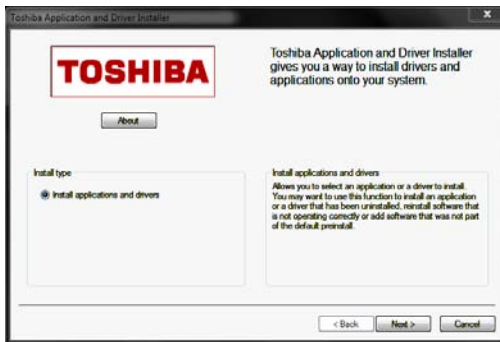 Toshiba Application and Driver Installer
x
TOSHIBA
Toshiba Application and Driver Installer
gives you a way to install drivers and
applications onto your system.
About
Install type
Install applications and drivers
Install applications and drivers
Allows you to select an application or a driver to install.
You may want to use this function to install an application
or a driver that has been uninstalled, reinstall software that
is not operating correctly or add software that was not part
of the default preinstall.
< Back
Next >
Cancel